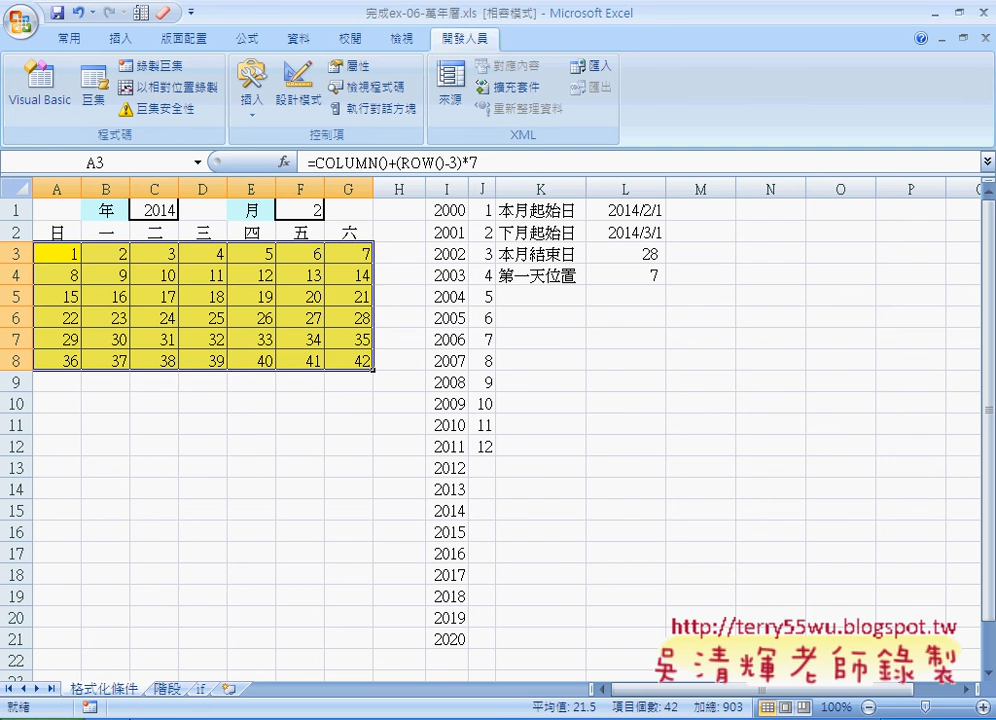 完成ex-06-萬年曆.xls [相容模式] - Microsoft Excel
常用 插入 版面配置 公式 資料 校閱 檢視 開發人員
Visual Basic 巨集 錄製巨集 以相對位置錄製 巨集安全性 程式碼
插入 設計模式 屬性 檢視程式碼 執行對話方塊 控制項
來源 對應內容 擴充套件 重新整理資料 匯入 匯出 XML
A3 fx =COLUMN()+(ROW()-3)*7
A B C D E F G H I J K L M N O P
1 年 2014 月 2 2000 1 本月起始日 2014/2/1
2 日 一 二 三 四 五 六 2001 2 下月起始日 2014/3/1
3 1 2 3 4 5 6 7 2002 3 本月結束日 28
4 8 9 10 11 12 13 14 2003 4 第一天位置 7
5 15 16 17 18 19 20 21 2004 5
6 22 23 24 25 26 27 28 2005 6
7 29 30 31 32 33 34 35 2006 7
8 36 37 38 39 40 41 42 2007 8
9 2008 9
10 2009 10
11 2010 11
12 2011 12
13 2012
14 2013
15 2014
16 2015
17 2016
18 2017
19 2018
20 2019
21 2020
22
http://terry55wu.blogspot.tw
吳清輝老師錄製
格式化條件 階段 if
就緒 平均值: 21.5 項目個數: 42 加總: 903 100%